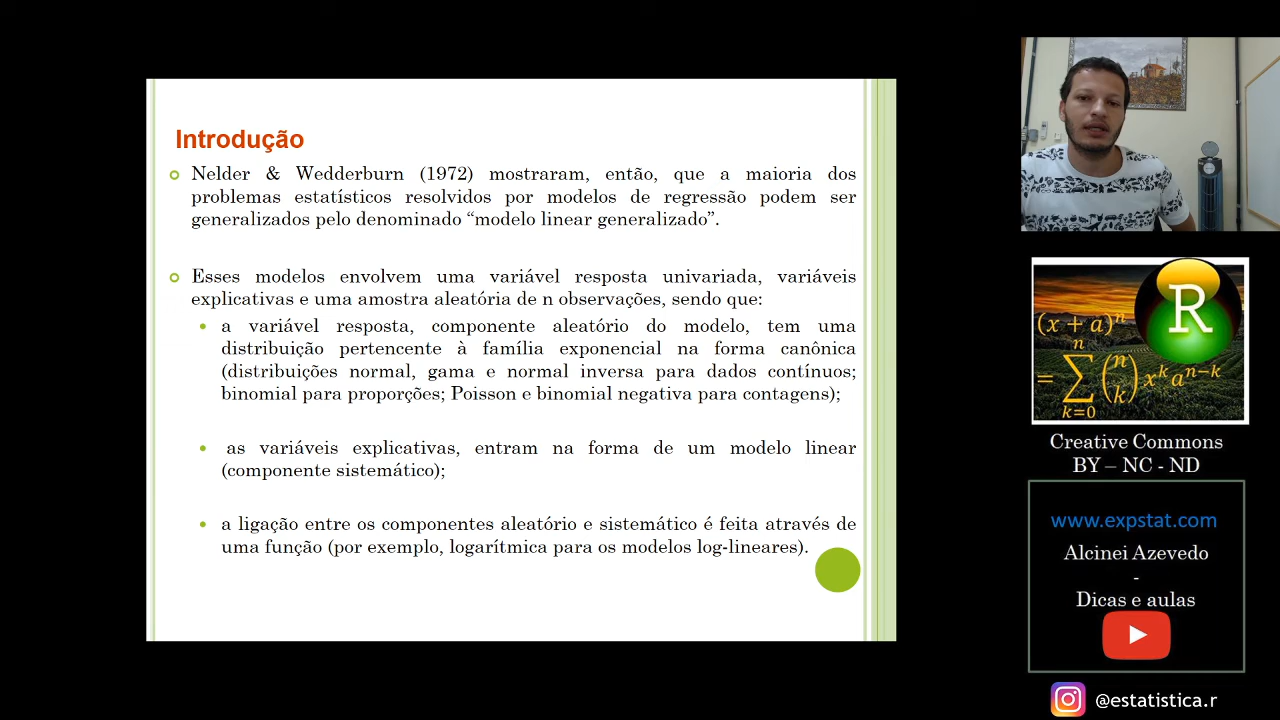 Introdução
Nelder & Wedderburn (1972) mostraram, então, que a maioria dos
problemas estatísticos resolvidos por modelos de regressão podem ser
generalizados pelo denominado “modelo linear generalizado”.
Esses modelos envolvem uma variável resposta univariada, variáveis
explicativas e uma amostra aleatória de n observações, sendo que:
a variável resposta, componente aleatório do modelo, tem uma
distribuição pertencente à família exponencial na forma canônica
(distribuições normal, gama e normal inversa para dados contínuos;
binomial para proporções; Poisson e binomial negativa para contagens);
as variáveis explicativas, entram na forma de um modelo linear
(componente sistemático);
a ligação entre os componentes aleatório e sistemático é feita através de
uma função (por exemplo, logarítmica para os modelos log-lineares).
R
(x + a)^n
= ∑_{k=0}^{n} (n k) x^k a^{n−k}
Creative Commons
BY – NC - ND
www.expstat.com
Alcinei Azevedo
-
Dicas e aulas
@estatistica.r